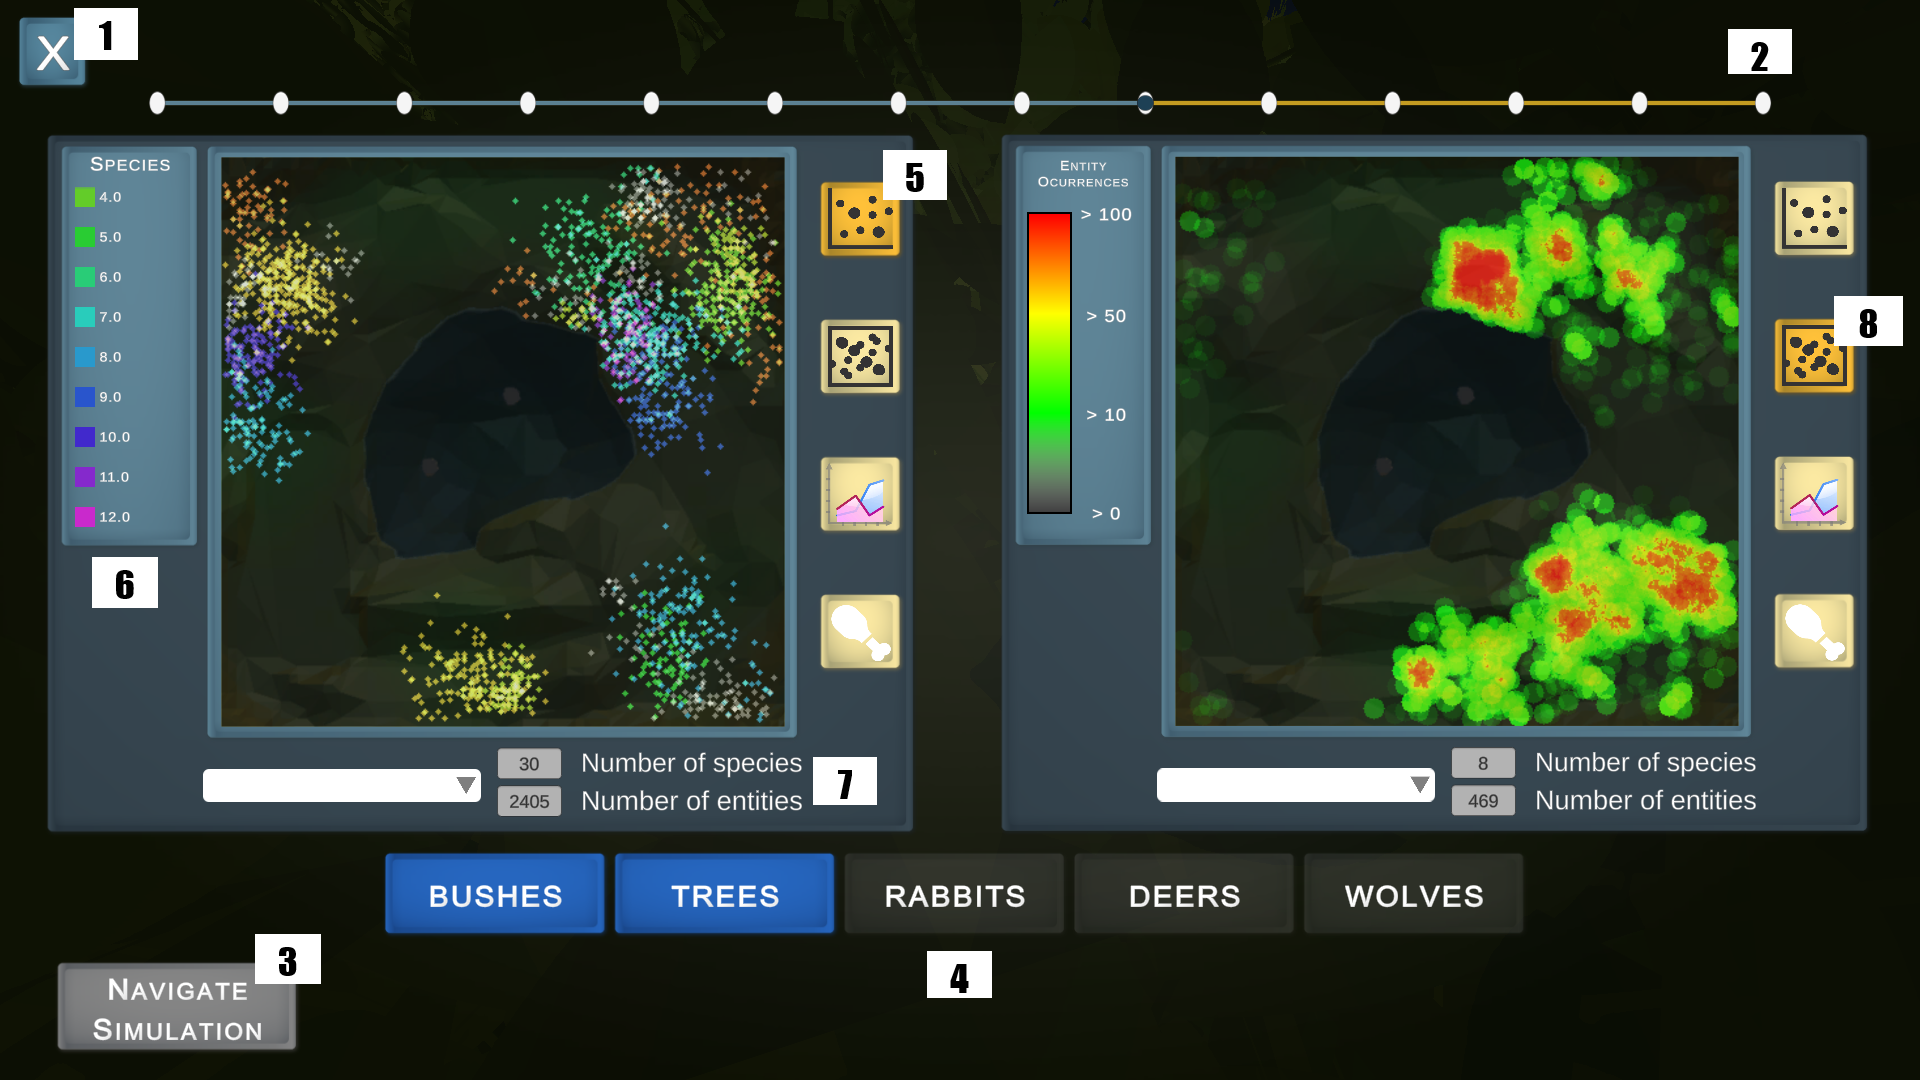 X
1
2
SPECIES
4.0
5.0
6.0
7.0
8.0
9.0
10.0
11.0
12.0
5
6
30 Number of species
2405 Number of entities
7
ENTITY
OCURRENCES
> 100
> 50
> 10
> 0
8
8 Number of species
469 Number of entities
BUSHES
TREES
RABBITS
DEERS
WOLVES
3
NAVIGATE
SIMULATION
4